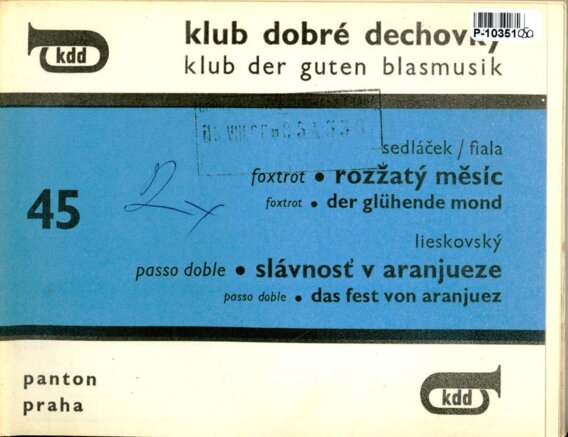 klub dobré dechovky
P-10351
kdd
klub der guten blasmusik
sedláček / fiala
foxtrot • rozžatý měsíc
foxtrot • der glühende mond
45
2x
lieskovský
passo doble • slávnosť v aranjueze
passo doble • das fest von aranjuez
panton
praha
kdd